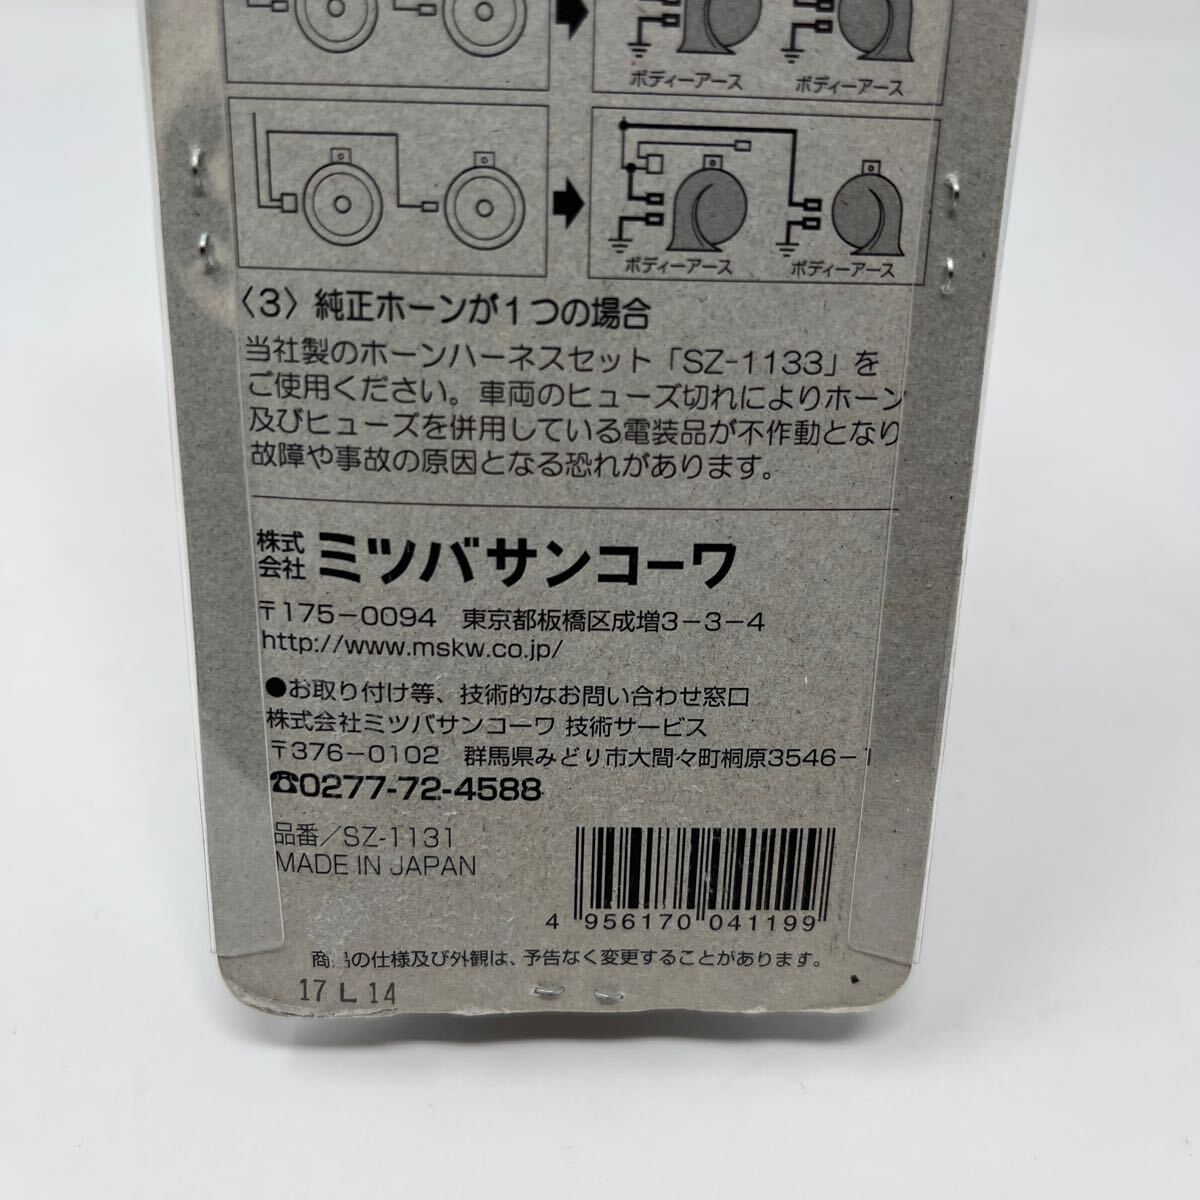 ボディーアース ボディーアース
ボディーアース ボディーアース
〈3〉純正ホーンが1つの場合
当社製のホーンハーネスセット「SZ-1133」を
ご使用ください。車両のヒューズ切れによりホーン
及びヒューズを併用している電装品が不作動となり
故障や事故の原因となる恐れがあります。
株式会社 ミツバサンコーワ
〒175-0094 東京都板橋区成増3-3-4
http://www.mskw.co.jp/
●お取り付け等、技術的なお問い合わせ窓口
株式会社ミツバサンコーワ 技術サービス
〒376-0102 群馬県みどり市大間々町桐原3546-1
☎0277-72-4588
品番/SZ-1131
MADE IN JAPAN
4 956170 041199
商品の仕様及び外観は、予告なく変更することがあります。
17 L 14